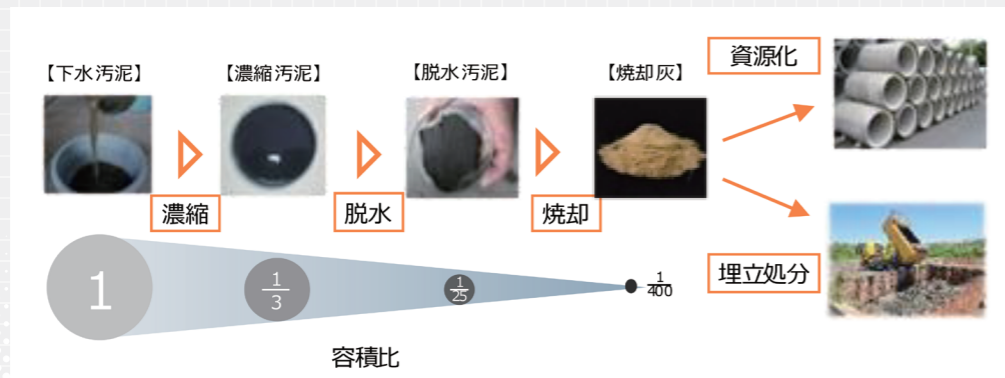 【下水汚泥】
【濃縮汚泥】
【脱水汚泥】
【焼却灰】
資源化
濃縮
脱水
焼却
埋立処分
1
1/3
1/25
1/400
容積比